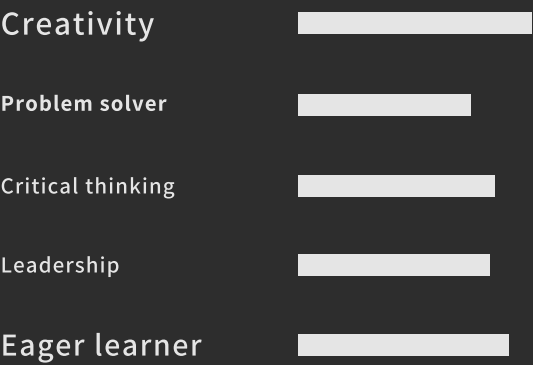 Creativity
Problem solver
Critical thinking
Leadership
Eager learner